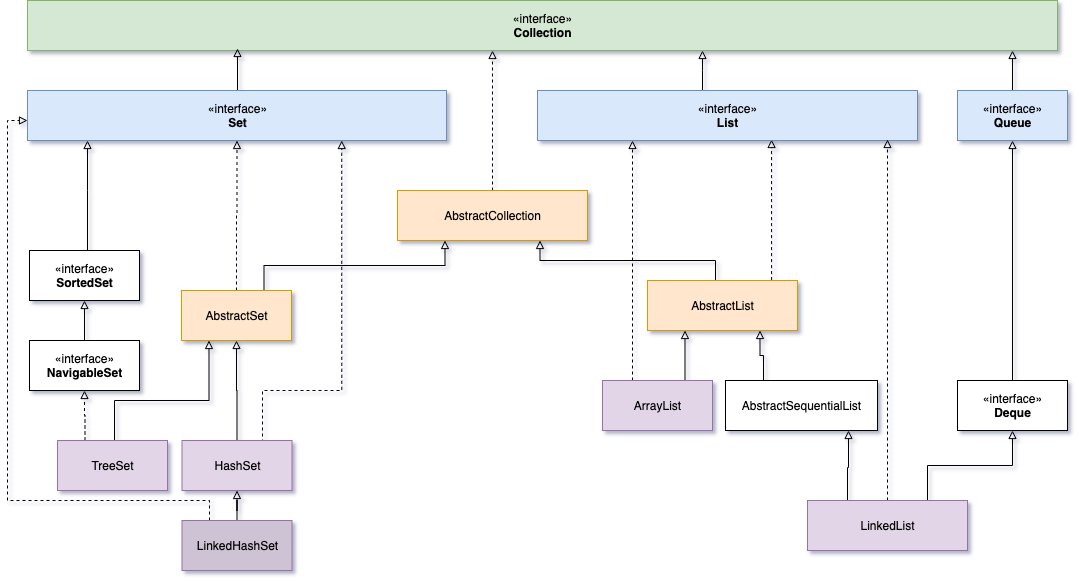 «interface»
Collection
«interface»
Set
«interface»
List
«interface»
Queue
AbstractCollection
«interface»
SortedSet
AbstractSet
AbstractList
«interface»
NavigableSet
ArrayList
AbstractSequentialList
«interface»
Deque
TreeSet
HashSet
LinkedList
LinkedHashSet